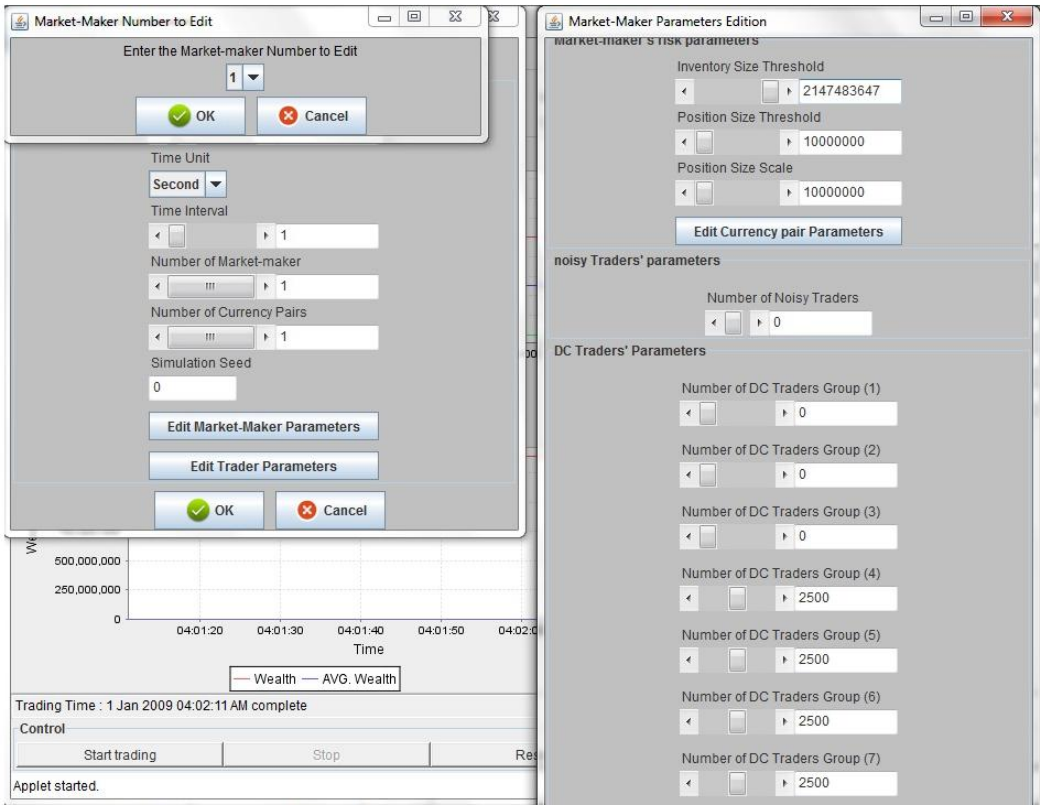 Market-Maker Number to Edit
Enter the Market-maker Number to Edit
1
OK Cancel
Time Unit
Second
Time Interval
1
Number of Market-maker
1
Number of Currency Pairs
1
Simulation Seed
0
Edit Market-Maker Parameters
Edit Trader Parameters
OK Cancel
500,000,000
250,000,000
0
04:01:20 04:01:30 04:01:40 04:01:50
Time
Wealth AVG. Wealth
Trading Time : 1 Jan 2009 04:02:11 AM complete
Control
Start trading Stop
Applet started.
Market-Maker Parameters Edition
Market-maker's risk parameters
Inventory Size Threshold
2147483647
Position Size Threshold
10000000
Position Size Scale
10000000
Edit Currency pair Parameters
noisy Traders' parameters
Number of Noisy Traders
0
DC Traders' Parameters
Number of DC Traders Group (1)
0
Number of DC Traders Group (2)
0
Number of DC Traders Group (3)
0
Number of DC Traders Group (4)
2500
Number of DC Traders Group (5)
2500
Number of DC Traders Group (6)
2500
Number of DC Traders Group (7)
2500